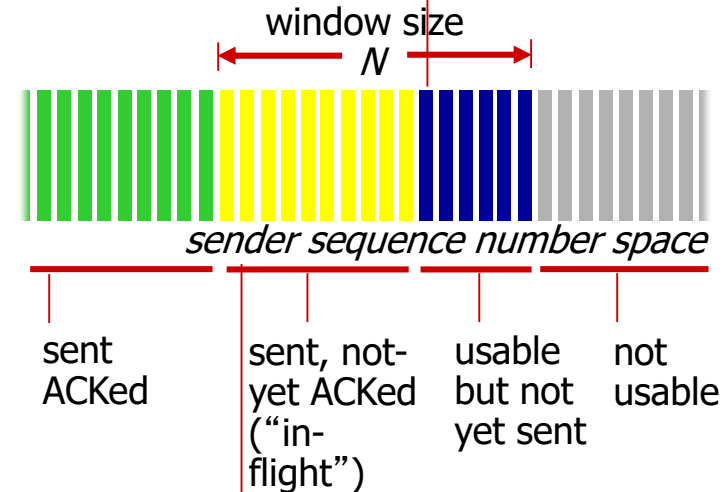 window size
N
sender sequence number space
sent
ACKed
sent, not-
yet ACKed
(“in-
flight”)
usable
but not
yet sent
not
usable